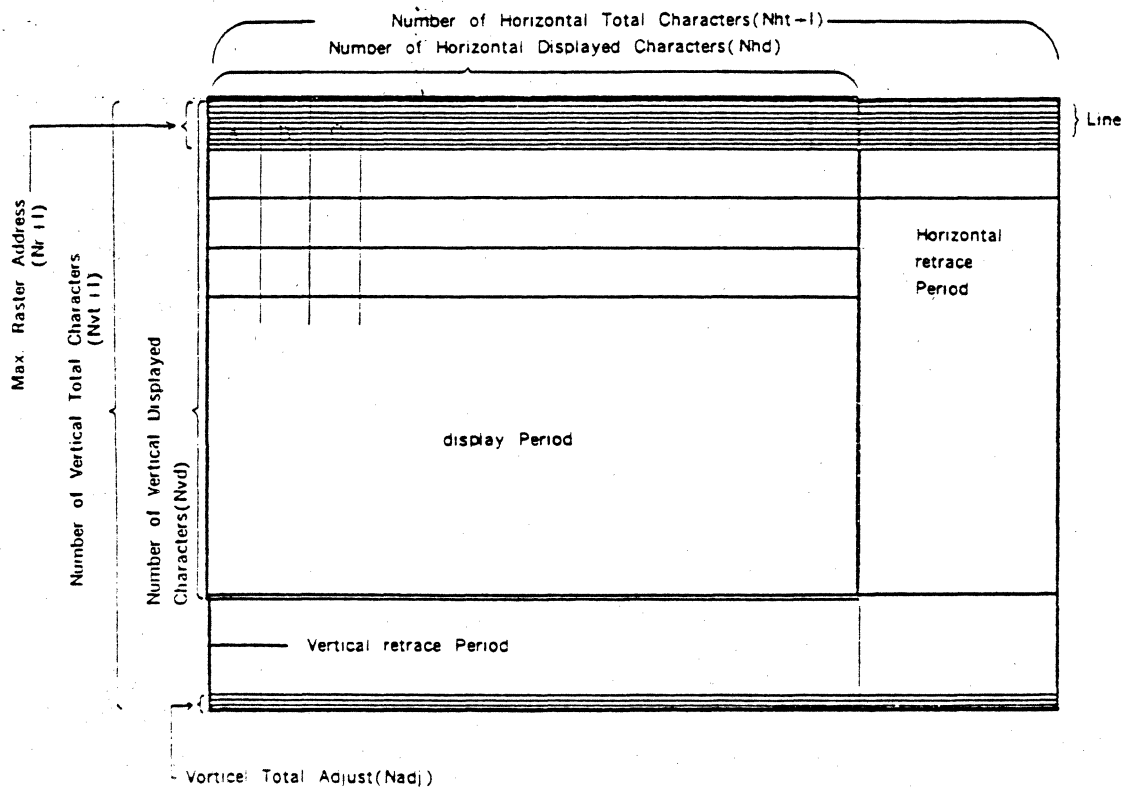 Number of Horizontal Total Characters(Nht-1)
Number of Horizontal Displayed Characters(Nhd)
Line
Max. Raster Address
(Nr+1)
Number of Vertical Total Characters
(Nvt+1)
Number of Vertical Displayed
Characters(Nvd)
Horizontal
retrace
Period
display Period
Vertical retrace Period
Vorticel Total Adjust(Nadj)